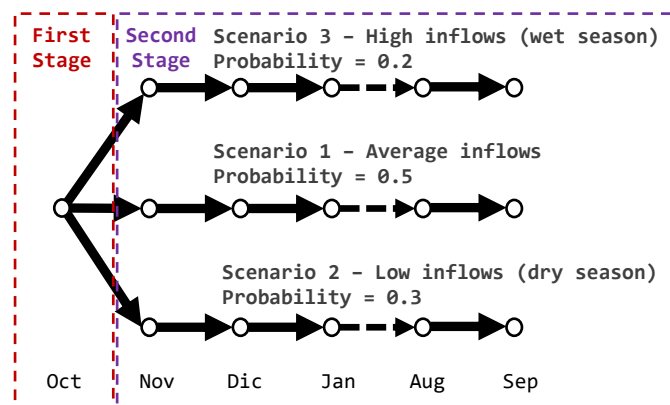 First
Stage
Second
Stage
Scenario 3 – High inflows (wet season)
Probability = 0.2
Scenario 1 – Average inflows
Probability = 0.5
Scenario 2 – Low inflows (dry season)
Probability = 0.3
Oct Nov Dic Jan Aug Sep